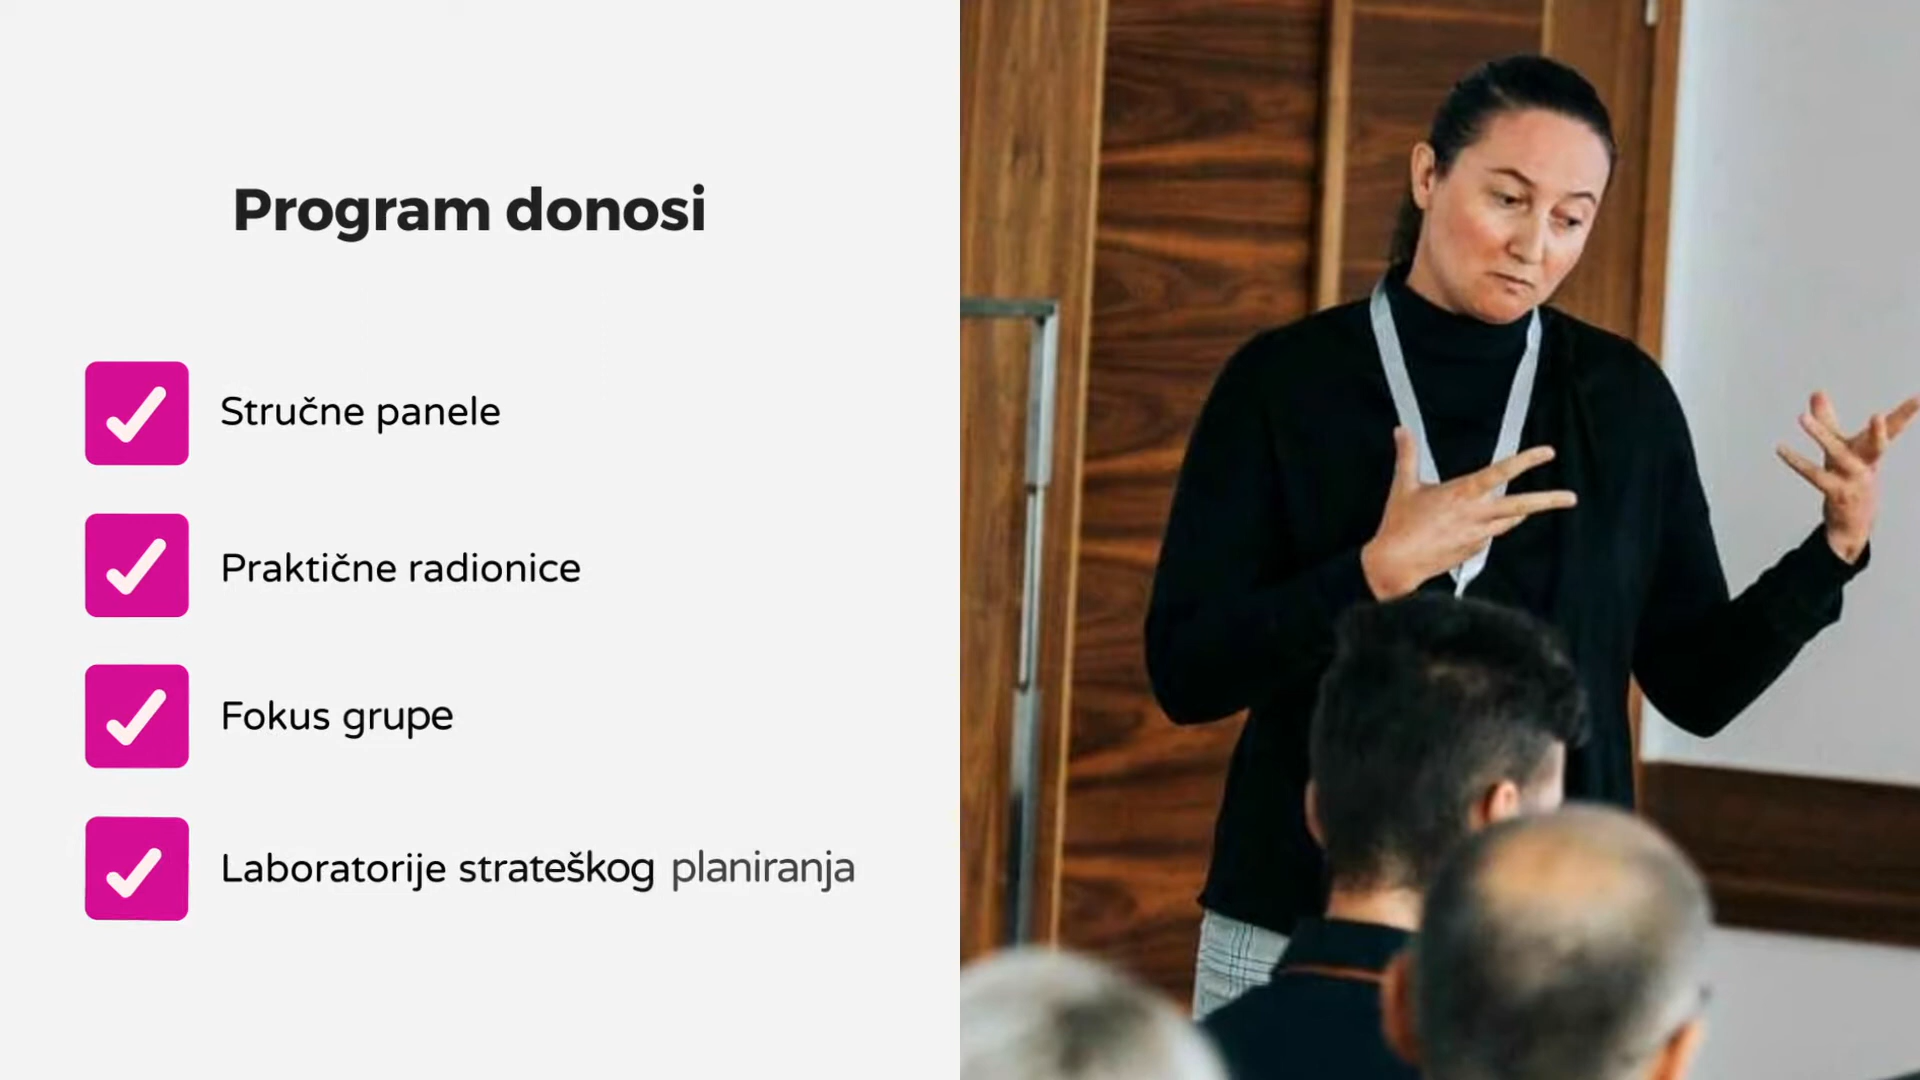 Program donosi
Stručne panele
Praktične radionice
Fokus grupe
Laboratorije strateškog planiranja